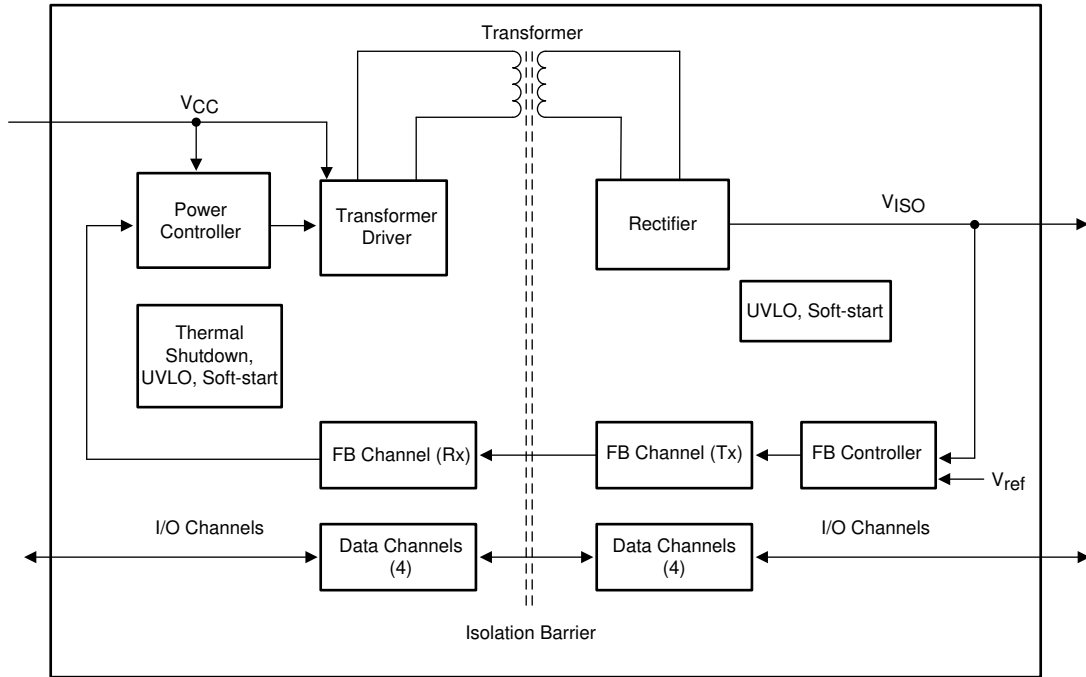 Transformer
VCC
Power
Controller
Transformer
Driver
Rectifier
VISO
Thermal
Shutdown,
UVLO, Soft-start
UVLO, Soft-start
FB Channel (Rx)
FB Channel (Tx)
FB Controller
Vref
I/O Channels
Data Channels
(4)
Data Channels
(4)
I/O Channels
Isolation Barrier